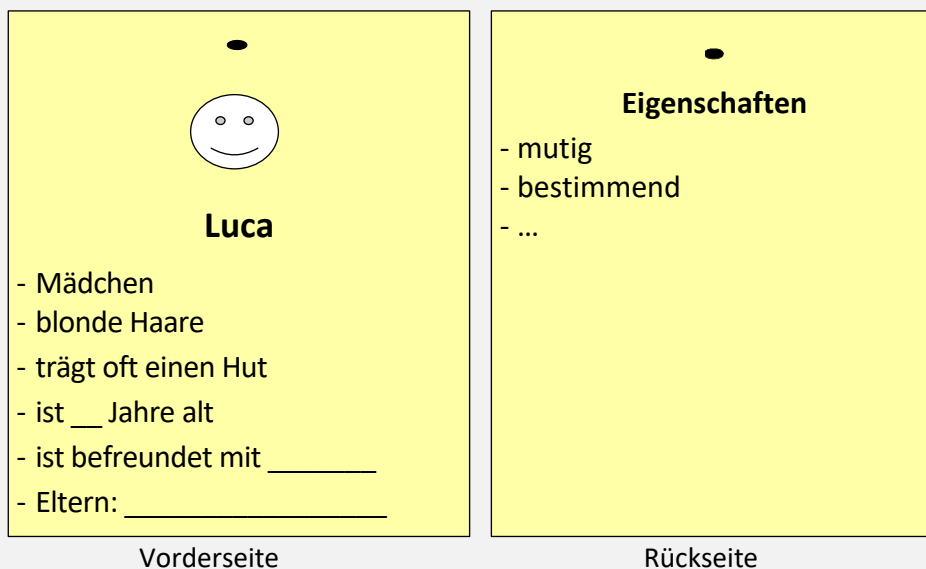 Luca
- Mädchen
- blonde Haare
- trägt oft einen Hut
- ist __ Jahre alt
- ist befreundet mit _______
- Eltern: _________________
Vorderseite
Eigenschaften
- mutig
- bestimmend
- ...
Rückseite